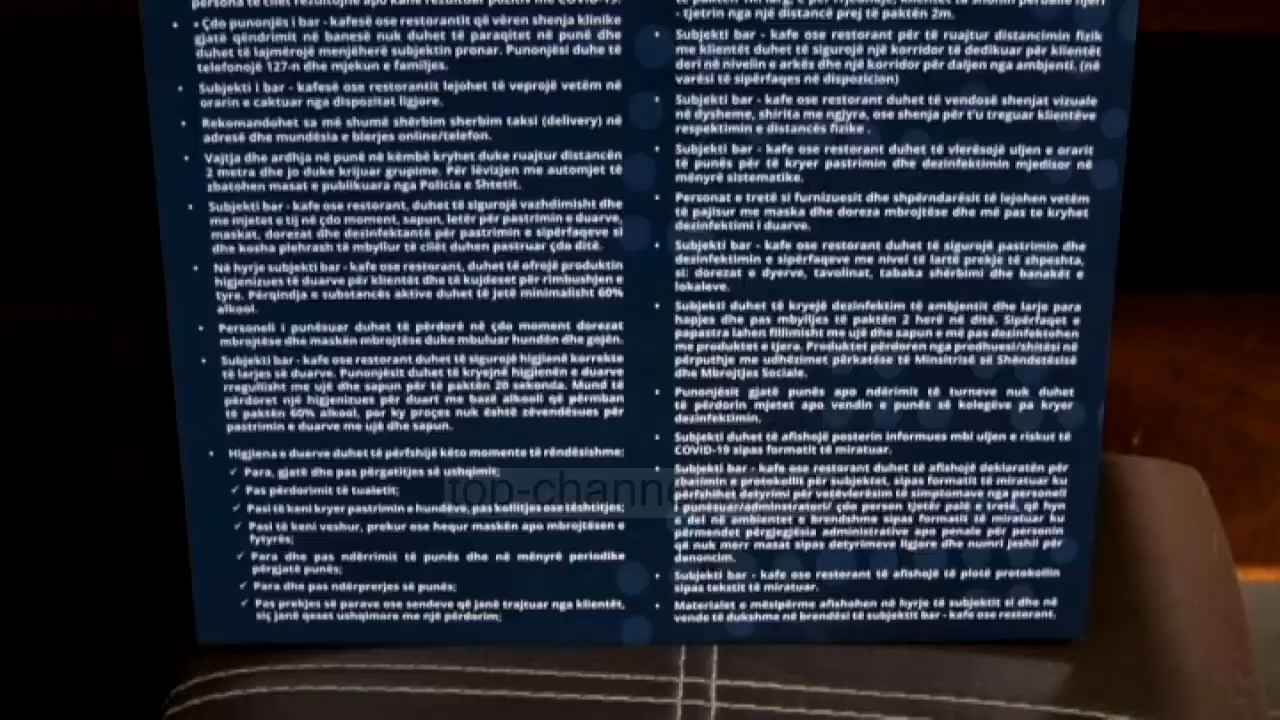 persona të cilët rezultojnë apo kanë rezultuar pozitiv me COVID-19.
• • Çdo punonjës i bar - kafesë ose restorantit që vëren shenja klinike
gjatë qëndrimit në banesë nuk duhet të paraqitet në punë dhe
duhet të lajmërojë menjëherë subjektin pronar. Punonjësi duhe të
telefonojë 127-n dhe mjekun e familjes.
• Subjekti i bar - kafesë ose restorantit lejohet të veprojë vetëm në
orarin e caktuar nga dispozitat ligjore.
• Rekomandohet sa më shumë shërbim sherbim taksi (delivery) në
adresë dhe mundësia e blerjes online/telefon.
• Vajtja dhe ardhja në punë në këmbë kryhet duke ruajtur distancën
2 metra dhe jo duke krijuar grupime. Për lëvizjen me automjet të
zbatohen masat e publikuara nga Policia e Shtetit.
• Subjekti bar - kafe ose restorant, duhet të sigurojë vazhdimisht dhe
me mjetet e tij në çdo moment, sapun, letër për pastrimin e duarve,
maskat, dorezat dhe dezinfektantë për pastrimin e sipërfaqeve si
dhe kosha plehrash të mbyllur të cilët duhen pastruar çdo ditë.
• Në hyrje subjekti bar - kafe ose restorant, duhet të ofrojë produktin
higjienizues të duarve për klientët dhe të kujdeset për rimbushjen e
tyre. Përqindja e substancës aktive duhet të jetë minimalisht 60%
alkool.
• Personeli i punësuar duhet të përdorë në çdo moment dorezat
mbrojtëse dhe maskën mbrojtëse duke mbuluar hundën dhe gojën.
• Subjekti bar - kafe ose restorant duhet të sigurojë higjienë korrekte
të larjes së duarve. Punonjësit duhet të kryejnë higjienën e duarve
rregullisht me ujë dhe sapun për të paktën 20 sekonda. Mund të
përdoret një higjienizues për duart me bazë alkooli që përmban
të paktën 60% alkool, por ky proçes nuk është zëvendësues për
pastrimin e duarve me ujë dhe sapun.
• Higjiena e duarve duhet të përfshijë këto momente të rëndësishme:
✓ Para, gjatë dhe pas përgatitjes së ushqimit;
✓ Pas përdorimit të tualetit;
✓ Pasi të keni kryer pastrimin e hundëve, pas kollitjes ose teshtitjes;
✓ Pasi të keni veshur, prekur ose hequr maskën apo mbrojtësen e
fytyrës;
✓ Para dhe pas ndërrimit të punës dhe në mënyrë periodike
përgjatë punës;
✓ Para dhe pas ndërprerjes së punës;
✓ Pas prekjes së parave ose sendeve që janë trajtuar nga klientët,
siç janë qeset ushqimore me një përdorim;
- tjetrin nga një distancë prej të paktën 2m.
• Subjekti bar - kafe ose restorant për të ruajtur distancimin fizik
me klientët duhet të sigurojë një korridor të dedikuar për klientët
deri në nivelin e arkës dhe një korridor për daljen nga ambjenti. (në
varësi të sipërfaqes në dispozicion)
• Subjekti bar - kafe ose restorant duhet të vendosë shenjat vizuale
në dysheme, shirita me ngjyra, ose shenja për t'u treguar klientëve
respektimin e distancës fizike .
• Subjekti bar - kafe ose restorant duhet të vlerësojë uljen e orarit
të punës për të kryer pastrimin dhe dezinfektimin mjedisor në
mënyrë sistematike.
• Personat e tretë si furnizuesit dhe shpërndarësit të lejohen vetëm
të pajisur me maska dhe doreza mbrojtëse dhe më pas te kryhet
dezinfektimi i duarve.
• Subjekti bar - kafe ose restorant duhet të sigurojë pastrimin dhe
dezinfektimin e sipërfaqeve me nivel të lartë prekje të shpeshta,
si: dorezat e dyerve, tavolinat, tabaka shërbimi dhe banakët e
lokaleve.
• Subjekti duhet të kryejë dezinfektim të ambjentit dhe larje para
hapjes dhe pas mbylljes të paktën 2 herë në ditë. Sipërfaqet e
papastra lahen fillimisht me ujë dhe sapun e më pas dezinfektohen
me produktet e tjera. Produktet përdoren nga prodhuesi/shitësi në
përputhje me udhëzimet përkatëse të Minsitrisë së Shëndetësisë
dhe Mbrojtjes Sociale.
• Punonjësit gjatë punës apo ndërimit të turneve nuk duhet
të përdorin mjetet apo vendin e punës së kolegëve pa kryer
dezinfektimin.
• Subjekti duhet të afishojë posterin informues mbi uljen e riskut të
COVID-19 sipas formatit të miratuar.
• Subjekti bar - kafe ose restorant duhet të afishojë deklaratën për
zbatimin e protokollit për subjektet, sipas formatit të miratuar ku
përfshihet detyrimi për vetëvlerësim të simptomave nga personeli
i punësuar/adminstratori/ çdo person tjetër palë e tretë, që hyn
e del në ambientet e brendshme sipas formatit të miratuar ku
përmendet përgjegjësia administrative apo penale për personin
që nuk merr masat sipas detyrimeve ligjore dhe numri jeshil për
denoncim.
• Subjekti bar - kafe ose restorant të afishojë të plotë protokollin
sipas tekstit të miratuar.
• Materialet e mësipërme afishohen në hyrje të subjektit si dhe në
vende të dukshme në brendësi të subjektit bar - kafe ose restorant.
top-channel